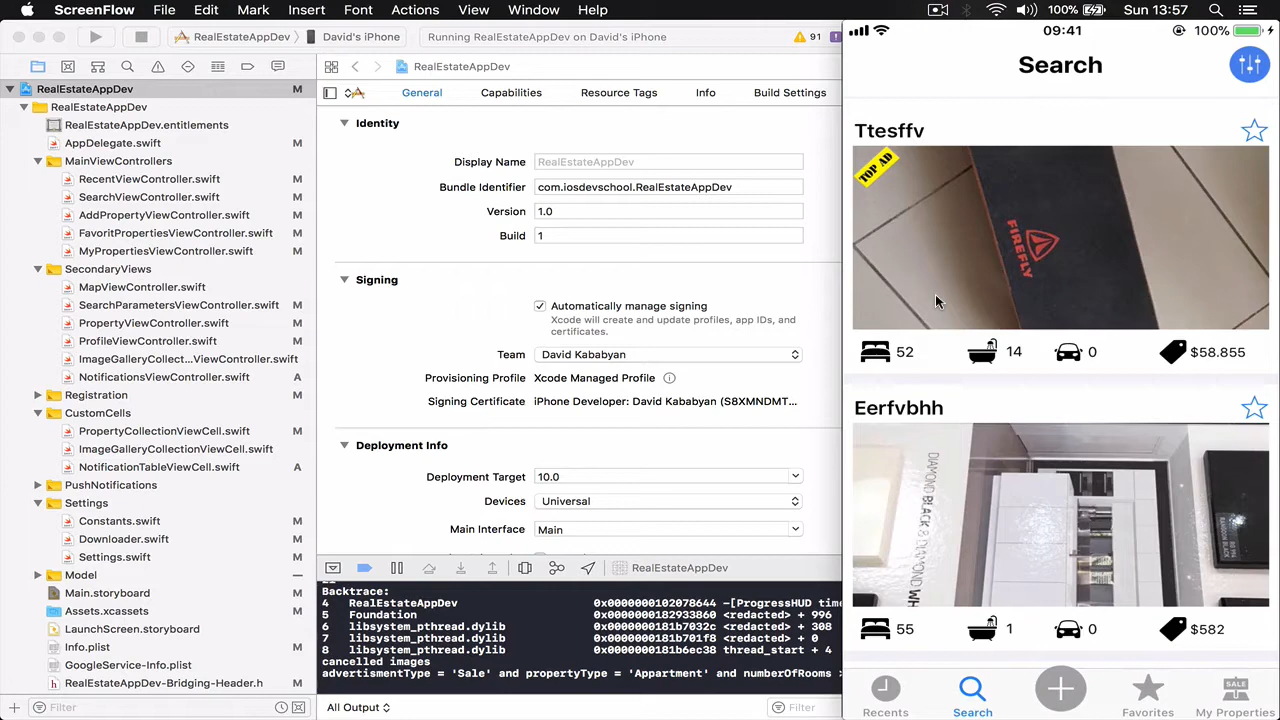 ScreenFlow File Edit Mark Insert Font Actions View Window Help 100% Sun 13:57
RealEstateAppDev David's iPhone Running RealEstateAppDev on David's iPhone 91
RealEstateAppDev M
RealEstateAppDev
RealEstateAppDev.entitlements
AppDelegate.swift M
MainViewControllers
RecentViewController.swift M
SearchViewController.swift M
AddPropertyViewController.swift M
FavoritPropertiesViewController.swift M
MyPropertiesViewController.swift M
SecondaryViews
MapViewController.swift M
SearchParametersViewController.swift M
PropertyViewController.swift M
ProfileViewController.swift M
ImageGalleryCollect...ViewController.swift M
NotificationsViewController.swift A
Registration
CustomCells
PropertyCollectionViewCell.swift M
ImageGalleryCollectionViewCell.swift M
NotificationTableViewCell.swift A
PushNotifications
Settings
Constants.swift M
Downloader.swift M
Settings.swift M
Model
Main.storyboard M
Assets.xcassets M
LaunchScreen.storyboard M
Info.plist M
GoogleService-Info.plist M
RealEstateAppDev-Bridging-Header.h M
Filter
RealEstateAppDev
General Capabilities Resource Tags Info Build Settings
Identity
Display Name RealEstateAppDev
Bundle Identifier com.iosdevschool.RealEstateAppDev
Version 1.0
Build 1
Signing
Automatically manage signing
Xcode will create and update profiles, app IDs, and
certificates.
Team David Kababyan
Provisioning Profile Xcode Managed Profile
Signing Certificate iPhone Developer: David Kababyan (S8XMNDMT...
Deployment Info
Deployment Target 10.0
Devices Universal
Main Interface Main
RealEstateAppDev
Backtrace:
4 RealEstateAppDev 0x0000000102078644 -[ProgressHUD time
5 Foundation 0x0000000182933860 <redacted> + 996
6 libsystem_pthread.dylib 0x0000000181b7032c <redacted> + 308
7 libsystem_pthread.dylib 0x0000000181b701f8 <redacted> + 0
8 libsystem_pthread.dylib 0x0000000181b6ec38 thread_start + 4
cancelled images
advertismentType = 'Sale' and propertyType = 'Appartment' and numberOfRooms >
All Output Filter
09:41 100%
Search
Ttesffv
TOP AD
FIREFLY
52 14 0 $58.855
Eerfvbhh
DIAMOND BLACK & DIAMOND WH
55 1 0 $582
SALE
Recents Search Favorites My Properties